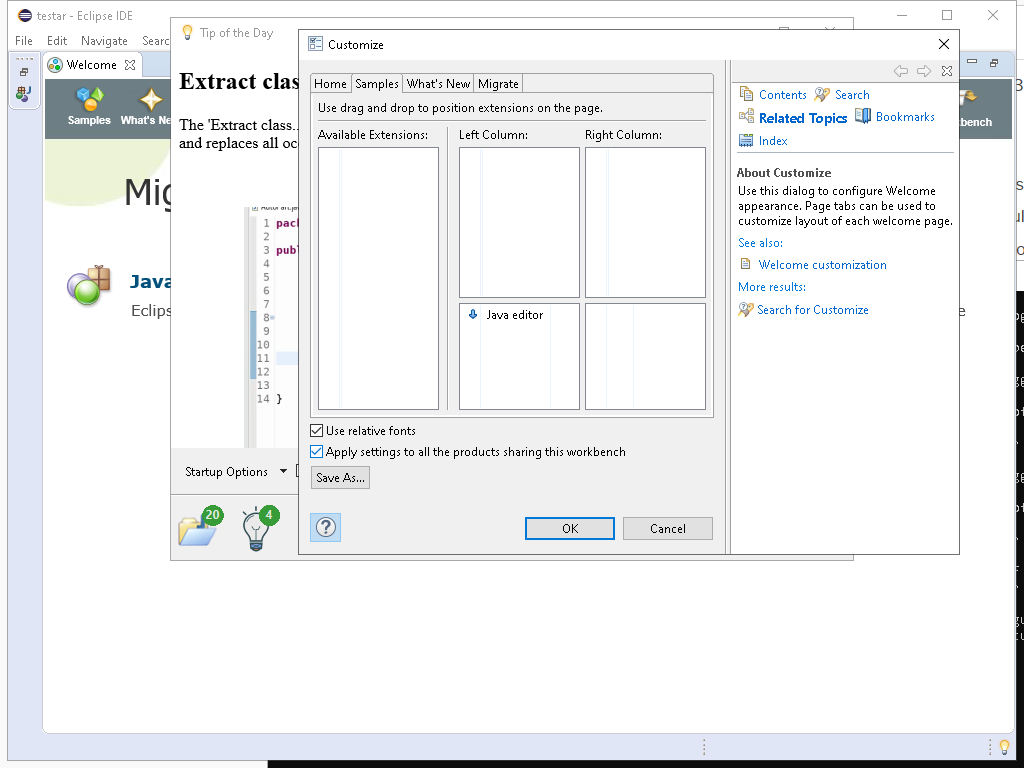 testar - Eclipse IDE
File Edit Navigate Searc
Tip of the Day
Welcome
Samples
What's Ne
bench
Mig
Java
Eclips
Extract clas
The 'Extract class..
and replaces all occ
1 pack
2
3 publ
4
5
6
7
8
9
10
11
12
13
14 }
Startup Options
20
4
Customize
Home Samples What's New Migrate
Use drag and drop to position extensions on the page.
Available Extensions: Left Column: Right Column:
Java editor
Use relative fonts
Apply settings to all the products sharing this workbench
Save As...
OK Cancel
Contents Search
Related Topics Bookmarks
Index
About Customize
Use this dialog to configure Welcome
appearance. Page tabs can be used to
customize layout of each welcome page.
See also:
Welcome customization
More results:
Search for Customize